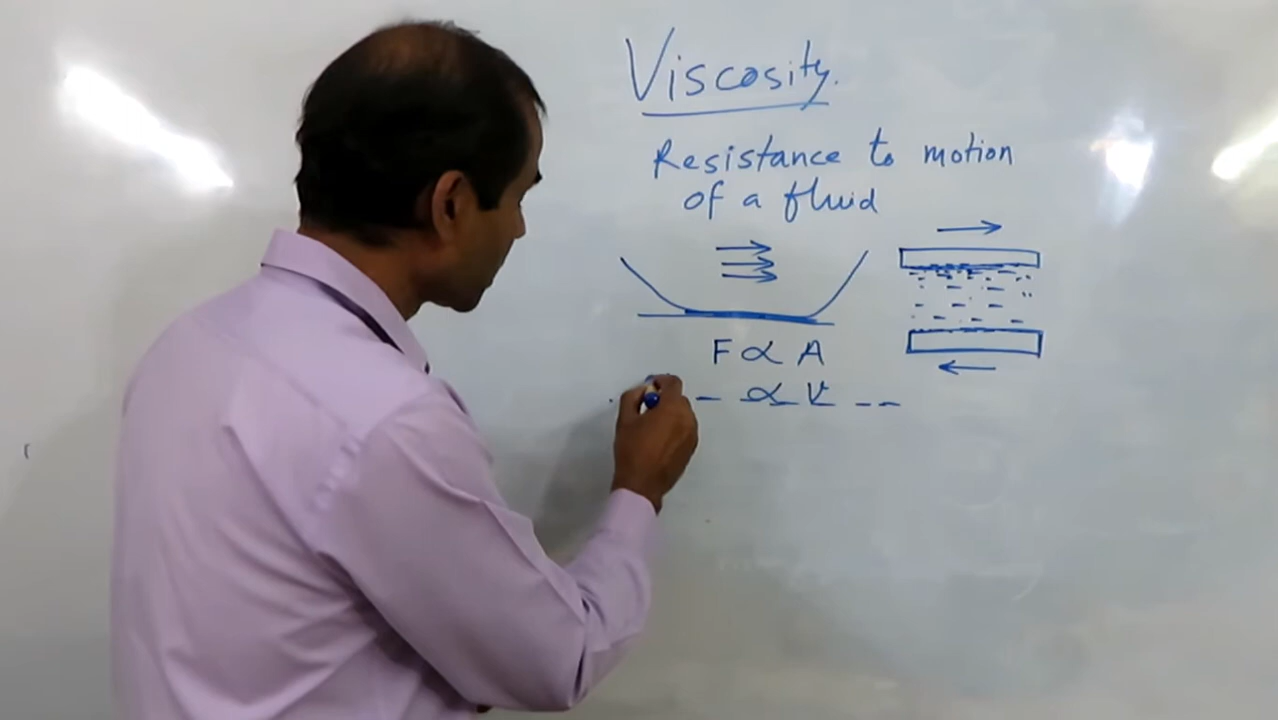 Viscosity.
Resistance to motion
of a fluid
F ∝ A
∝ V